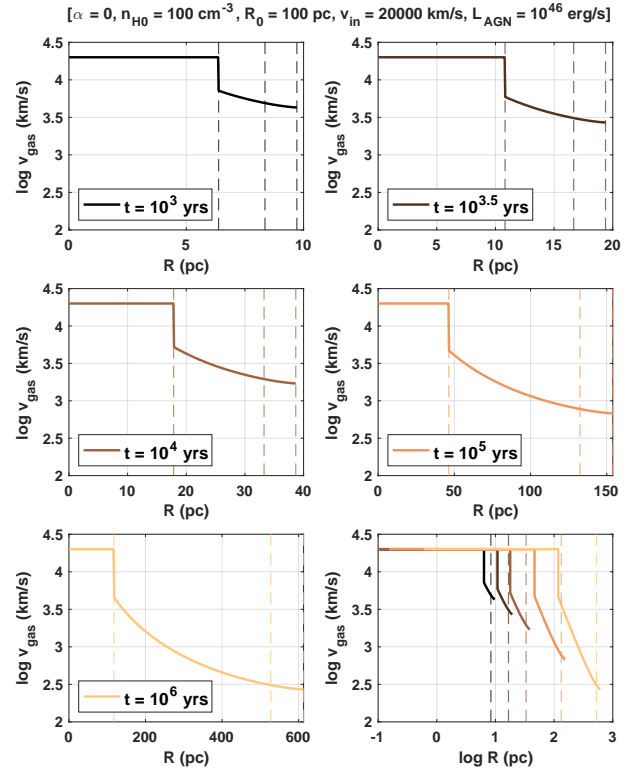 [α = 0, n_H0 = 100 cm^-3, R_0 = 100 pc, v_in = 20000 km/s, L_AGN = 10^46 erg/s]
4.5
4
3.5
3
2.5
2
log v_gas (km/s)
t = 10^3 yrs
0 5 10
R (pc)
4.5
4
3.5
3
2.5
2
log v_gas (km/s)
t = 10^3.5 yrs
0 5 10 15 20
R (pc)
4.5
4
3.5
3
2.5
2
log v_gas (km/s)
t = 10^4 yrs
0 10 20 30 40
R (pc)
4.5
4
3.5
3
2.5
2
log v_gas (km/s)
t = 10^5 yrs
0 50 100 150
R (pc)
4.5
4
3.5
3
2.5
2
log v_gas (km/s)
t = 10^6 yrs
0 200 400 600
R (pc)
4.5
4
3.5
3
2.5
2
log v_gas (km/s)
-1 0 1 2 3
log R (pc)